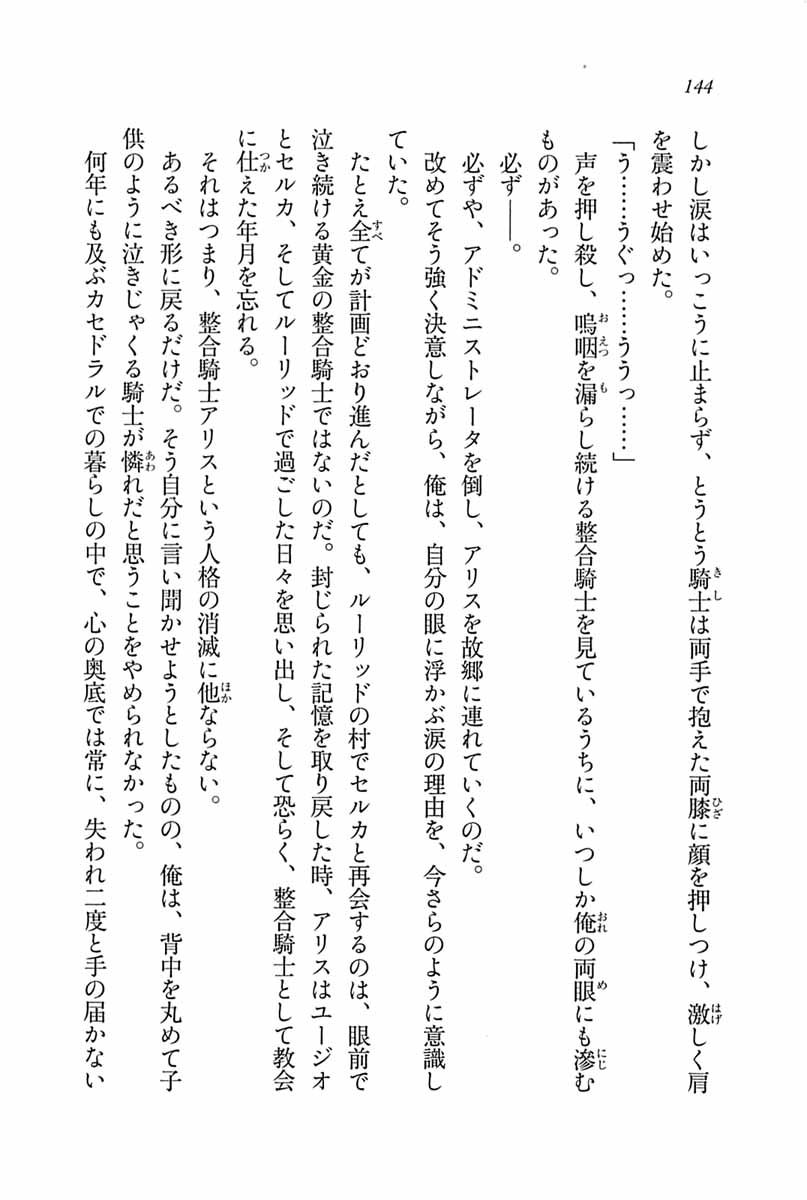 144
しかし涙はいっこうに止まらず、とうとう騎士は両手で抱えた両膝に顔を押しつけ、激しく肩
を震わせ始めた。
「う……うぐっ……ううっ……」
声を押し殺し、嗚咽を漏らし続ける整合騎士を見ているうちに、いつしか俺の両眼にも滲む
ものがあった。
必ず――。
必ずや、アドミニストレータを倒し、アリスを故郷に連れていくのだ。
改めてそう強く決意しながら、俺は、自分の眼に浮かぶ涙の理由を、今さらのように意識し
ていた。
たとえ全てが計画どおり進んだとしても、ルーリッドの村でセルカと再会するのは、眼前で
泣き続ける黄金の整合騎士ではないのだ。封じられた記憶を取り戻した時、アリスはユージオ
とセルカ、そしてルーリッドで過ごした日々を思い出し、そして恐らく、整合騎士として教会
に仕えた年月を忘れる。
それはつまり、整合騎士アリスという人格の消滅に他ならない。
あるべき形に戻るだけだ。そう自分に言い聞かせようとしたものの、俺は、背中を丸めて子
供のように泣きじゃくる騎士が憐れだと思うことをやめられなかった。
何年にも及ぶカセドラルでの暮らしの中で、心の奥底では常に、失われ二度と手の届かない